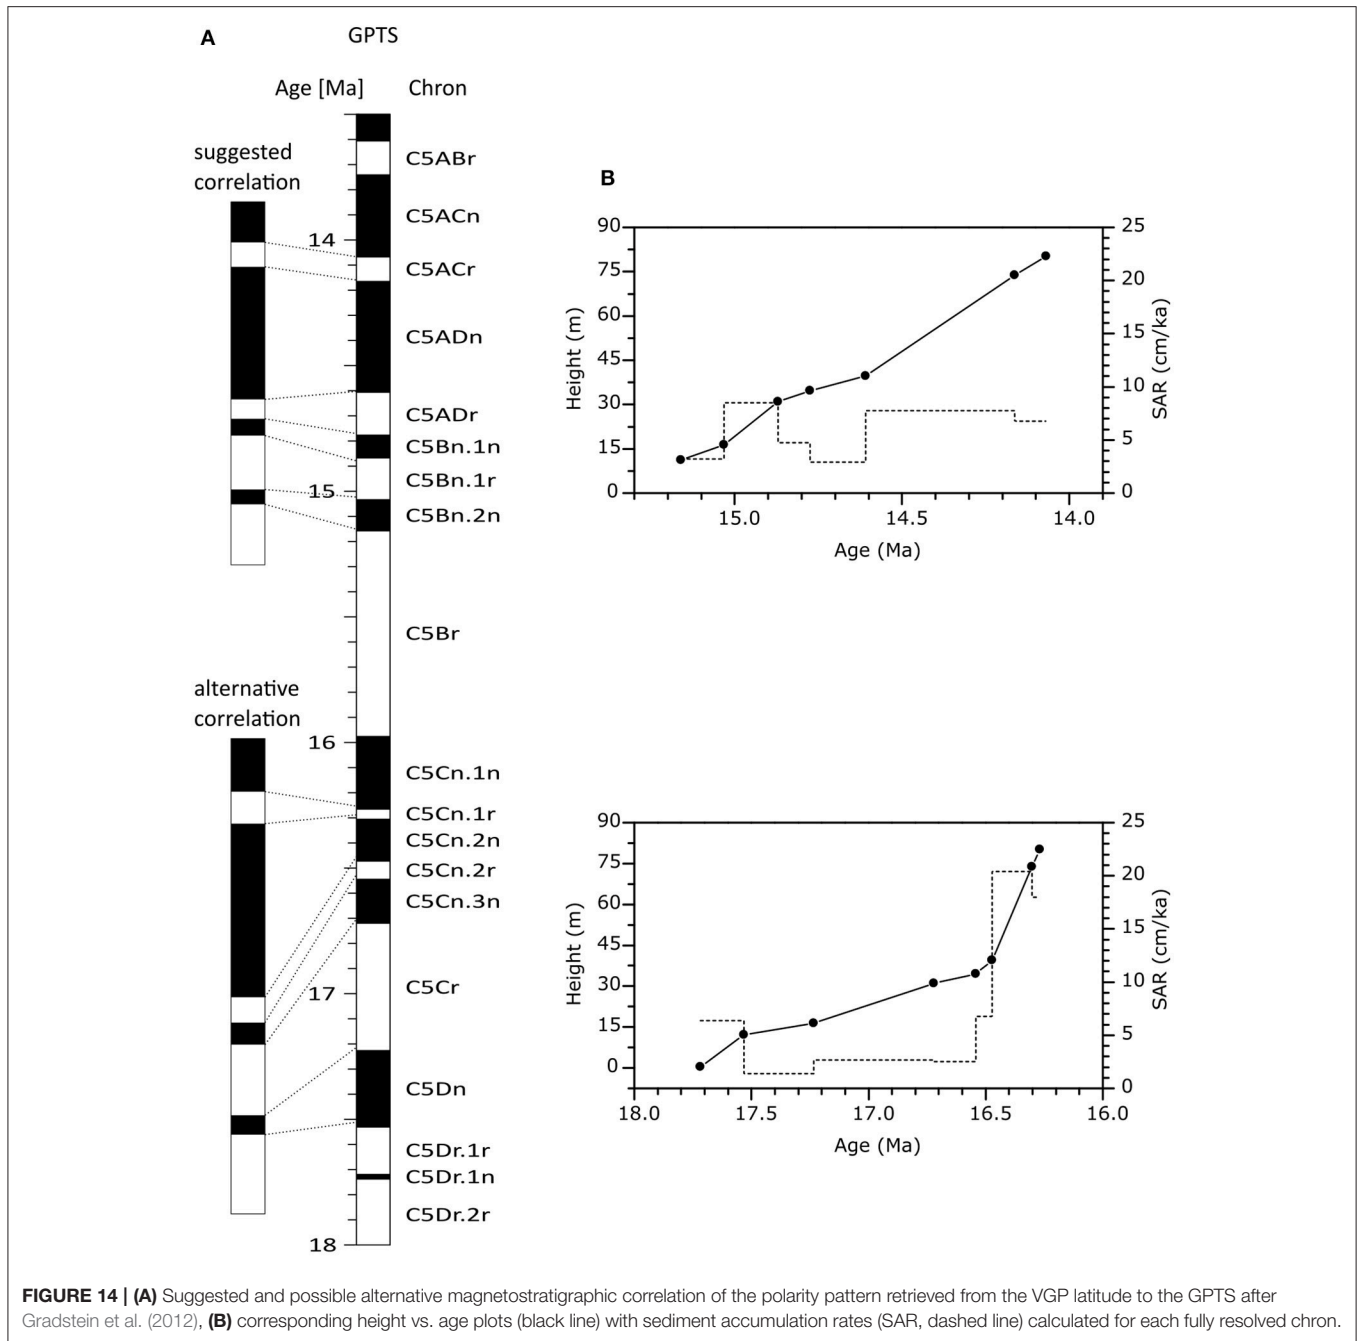 A
GPTS
Age [Ma]
Chron
suggested
correlation
14
15
C5ABr
C5ACn
C5ACr
C5ADn
C5ADr
C5Bn.1n
C5Bn.1r
C5Bn.2n
C5Br
alternative
correlation
16
17
18
C5Cn.1n
C5Cn.1r
C5Cn.2n
C5Cn.2r
C5Cn.3n
C5Cr
C5Dn
C5Dr.1r
C5Dr.1n
C5Dr.2r
B
90
75
60
45
30
15
0
Height (m)
25
20
15
10
5
0
SAR (cm/ka)
15.0 14.5 14.0
Age (Ma)
90
75
60
45
30
15
0
Height (m)
25
20
15
10
5
0
SAR (cm/ka)
18.0 17.5 17.0 16.5 16.0
Age (Ma)
FIGURE 14 | (A) Suggested and possible alternative magnetostratigraphic correlation of the polarity pattern retrieved from the VGP latitude to the GPTS after
Gradstein et al. (2012), (B) corresponding height vs. age plots (black line) with sediment accumulation rates (SAR, dashed line) calculated for each fully resolved chron.